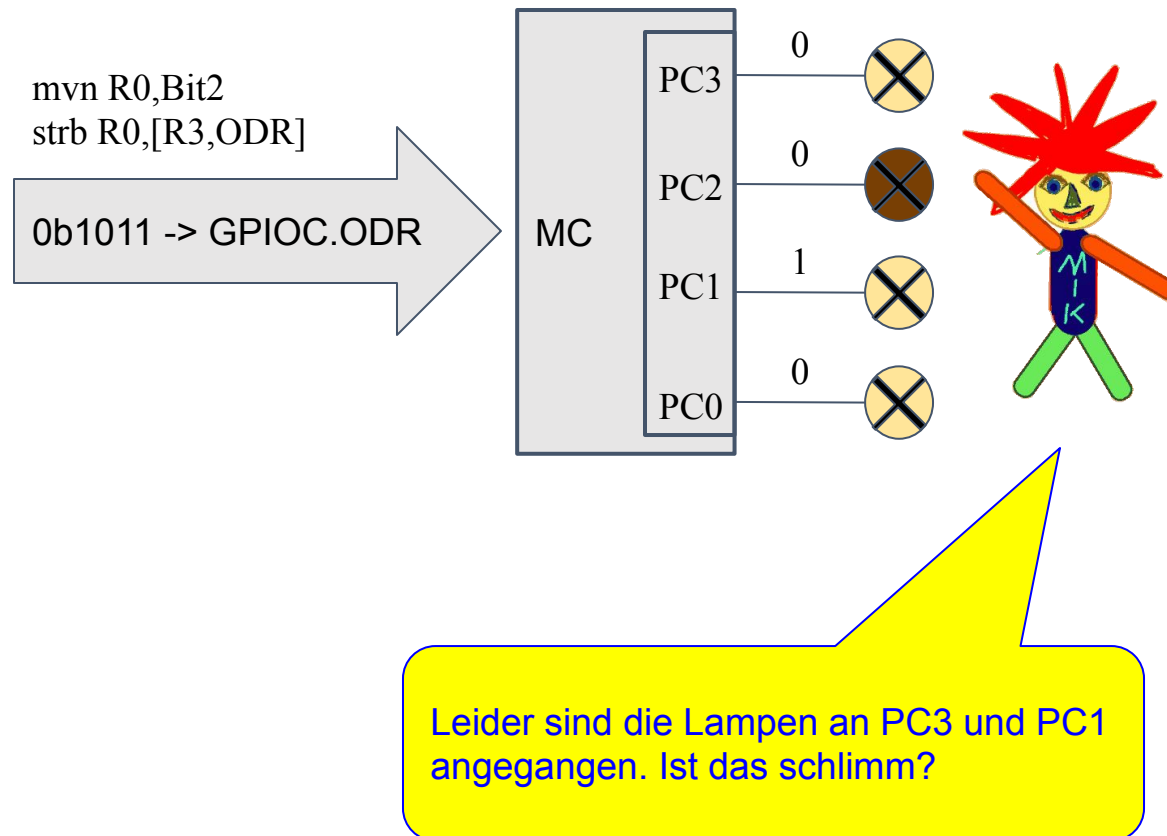 mvn R0,Bit2
strb R0,[R3,ODR]
0b1011 -> GPIOC.ODR
MC
PC3
0
PC2
0
PC1
1
PC0
0
MIK
Leider sind die Lampen an PC3 und PC1
angegangen. Ist das schlimm?